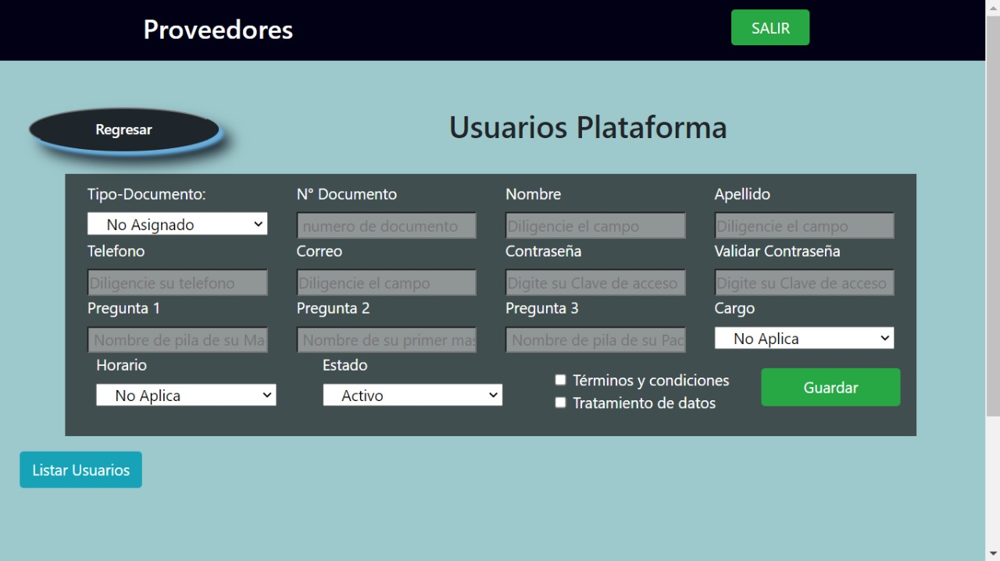 Proveedores
SALIR
Regresar
Usuarios Plataforma
Tipo-Documento:
N° Documento
Nombre
Apellido
No Asignado
numero de documento
Diligencie el campo
Diligencie el campo
Telefono
Correo
Contraseña
Validar Contraseña
Diligencie su telefono
Diligencie el campo
Digite su Clave de acceso
Digite su Clave de acceso
Pregunta 1
Pregunta 2
Pregunta 3
Cargo
Nombre de pila de su Ma
Nombre de su primer mas
Nombre de pila de su Pad
No Aplica
Horario
Estado
No Aplica
Activo
Términos y condiciones
Tratamiento de datos
Guardar
Listar Usuarios